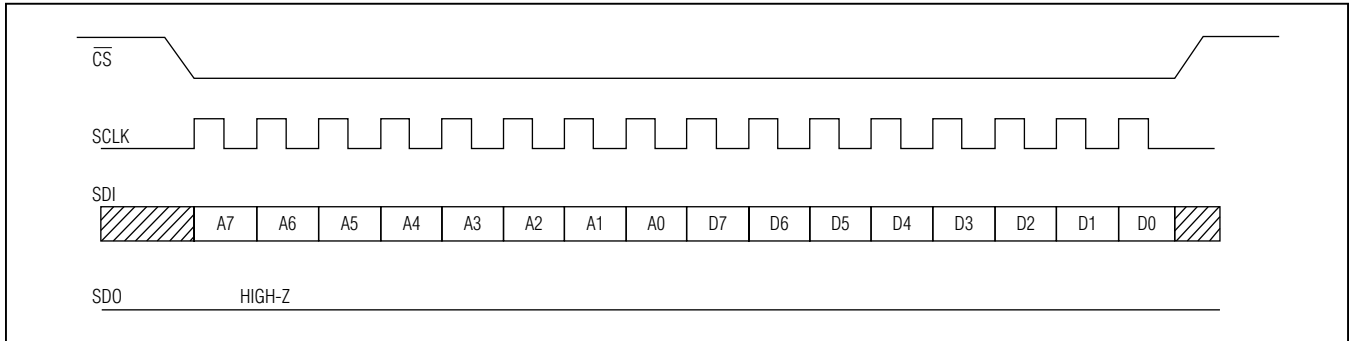 C̅S̅
SCLK
SDI
A7 A6 A5 A4 A3 A2 A1 A0 D7 D6 D5 D4 D3 D2 D1 D0
SDO HIGH-Z